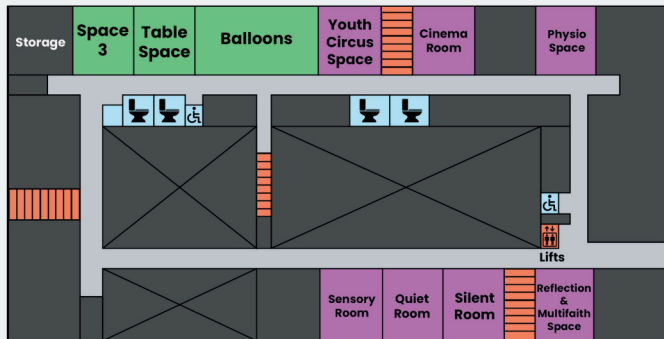 Storage
Space
3
Table
Space
Balloons
Youth
Circus
Space
Cinema
Room
Physio
Space
Lifts
Sensory
Room
Quiet
Room
Silent
Room
Reflection
&
Multifaith
Space